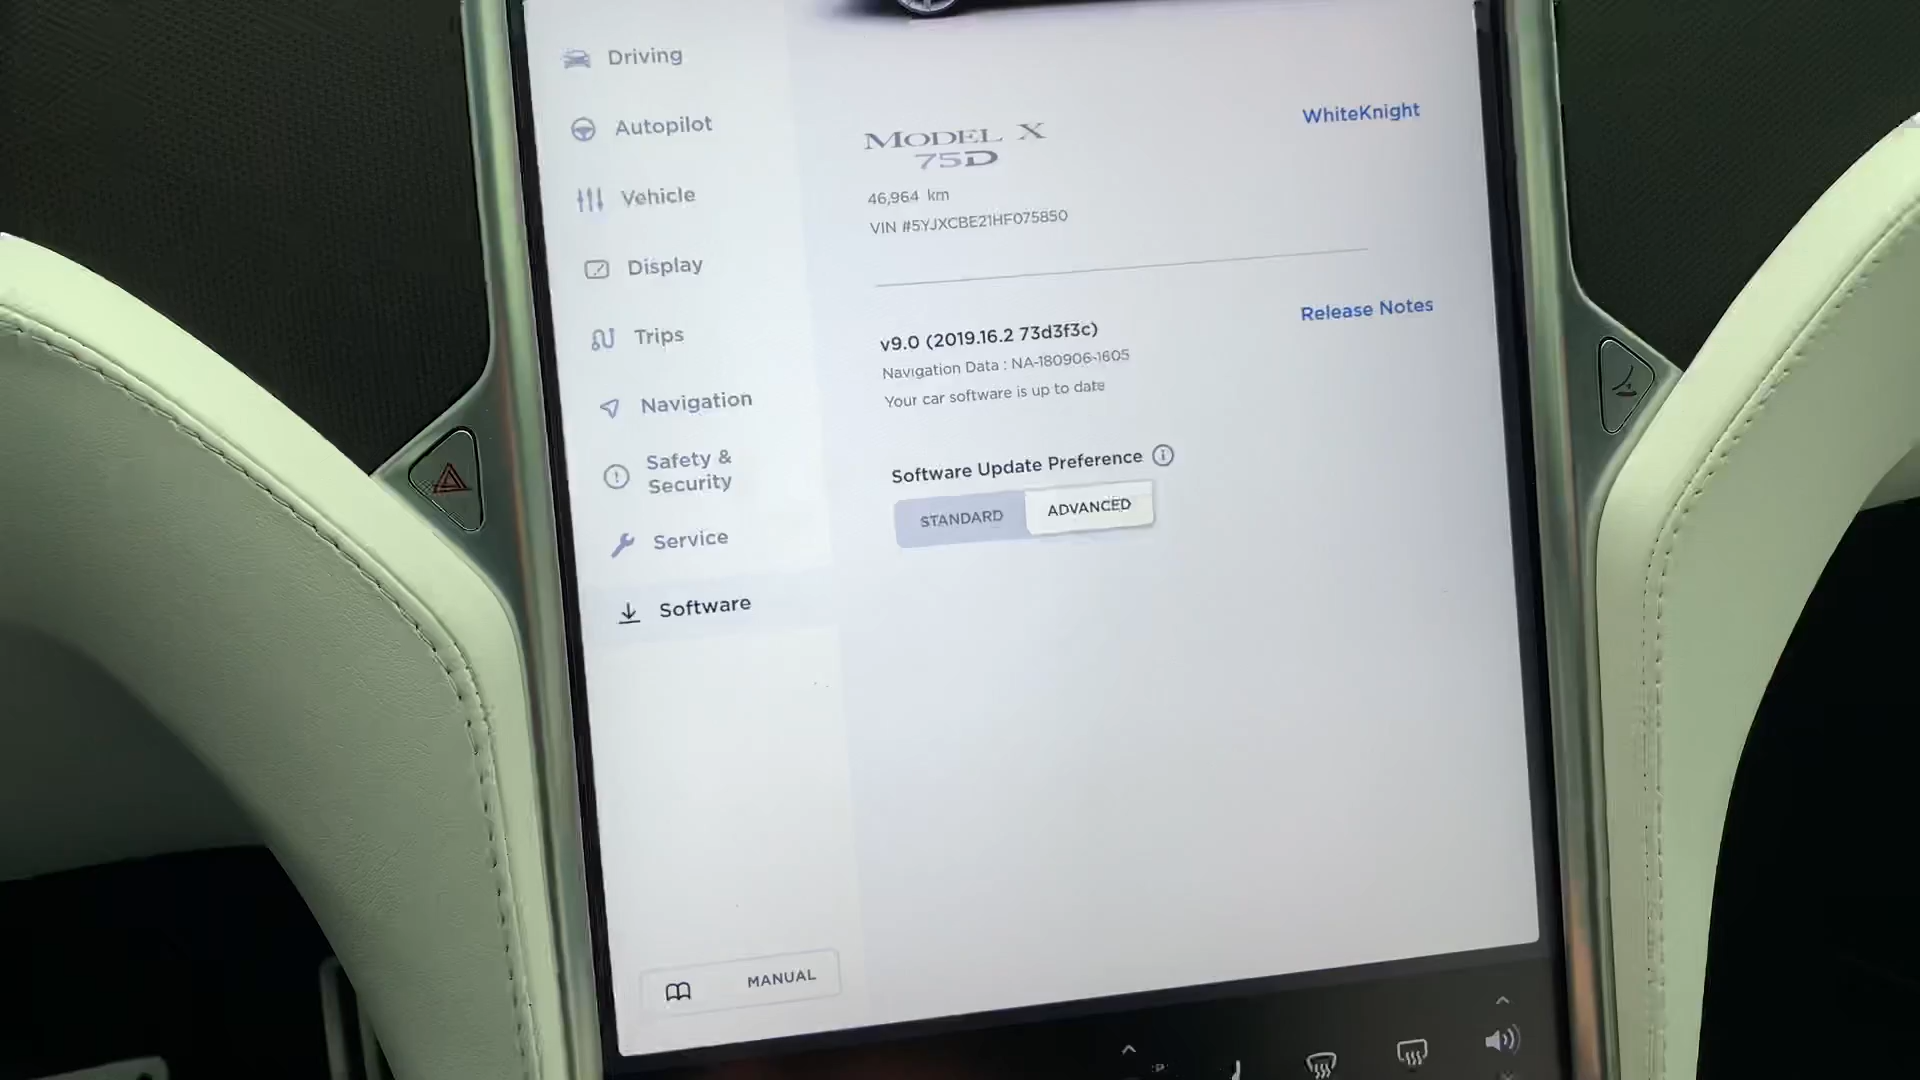 Driving
Autopilot
Vehicle
Display
Trips
Navigation
Safety &
Security
Service
Software
MANUAL
MODEL X
75D
WhiteKnight
46,964 km
VIN #5YJXCBE21HF075850
v9.0 (2019.16.2 73d3f3c)
Release Notes
Navigation Data : NA-180906-1605
Your car software is up to date
Software Update Preference
STANDARD
ADVANCED